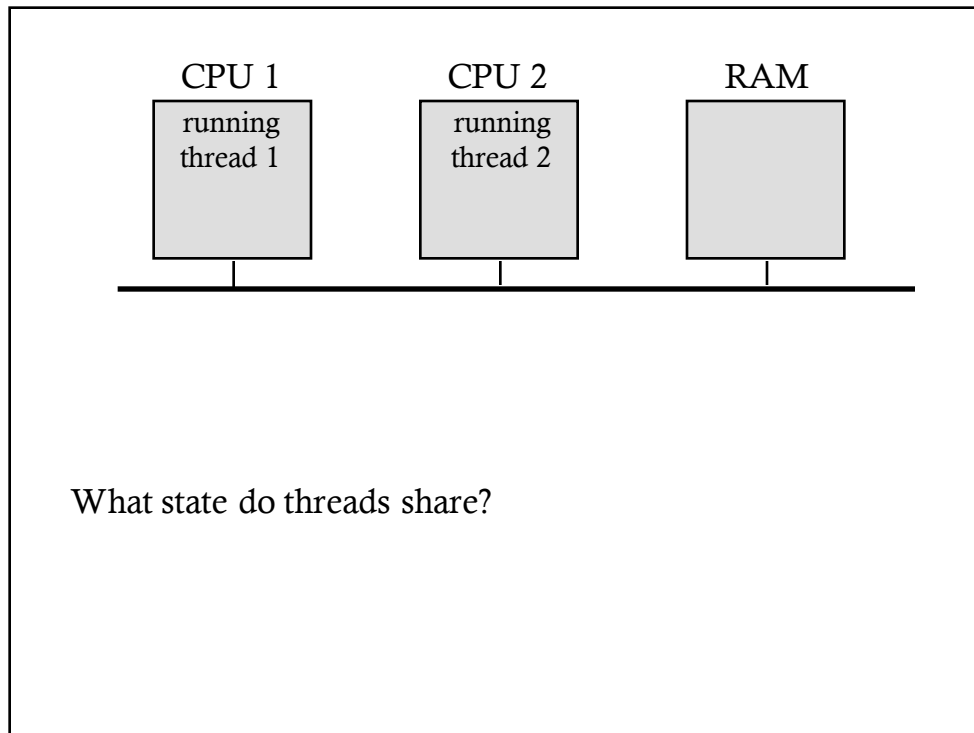 CPU 1
CPU 2
RAM
running
thread 1
running
thread 2
What state do threads share?